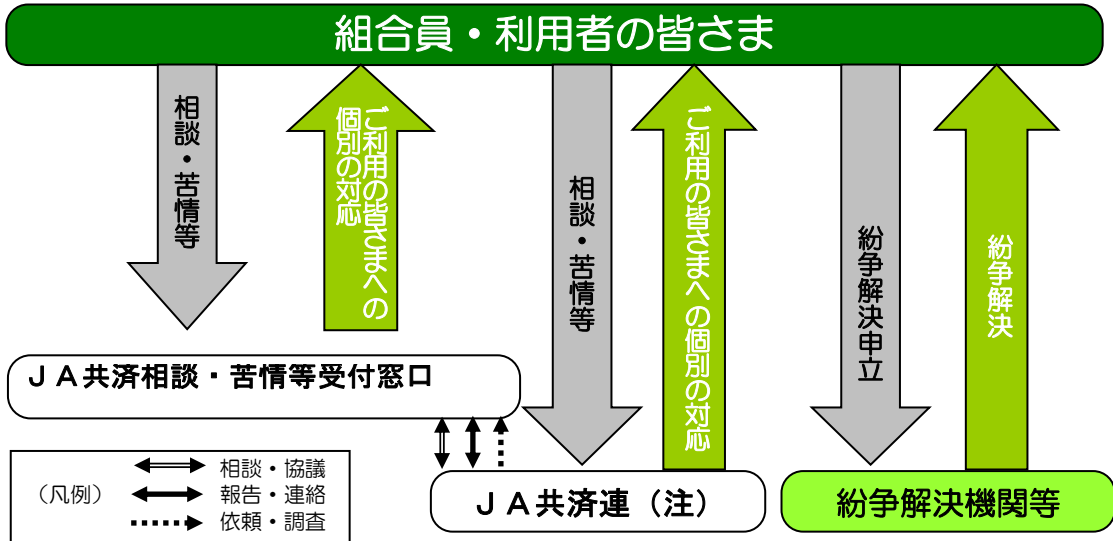 組合員・利用者の皆さま
相談・苦情等
ご利用の皆さまへの
個別の対応
相談・苦情等
ご利用の皆さまへの個別の対応
紛争解決申立
紛争解決
ＪＡ共済相談・苦情等受付窓口
（凡例）
相談・協議
報告・連絡
依頼・調査
ＪＡ共済連（注）
紛争解決機関等